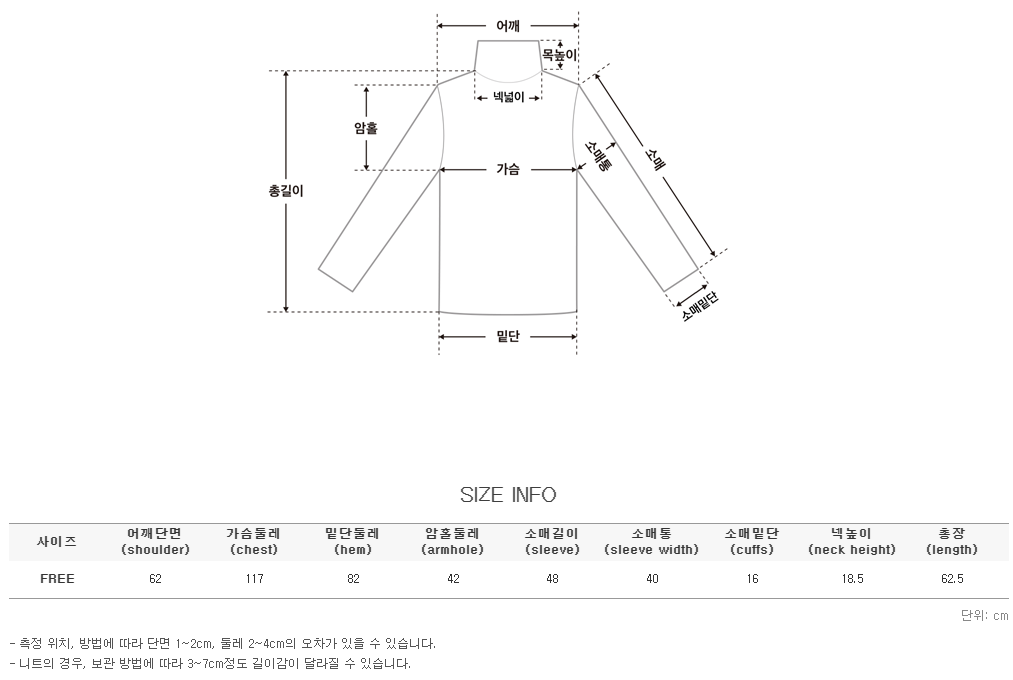 어깨
목높이
넥넓이
암홀
소매통
소매
가슴
총길이
소매밑단
밑단
SIZE INFO
사이즈 어깨단면 (shoulder) 가슴둘레 (chest) 밑단둘레 (hem) 암홀둘레 (armhole) 소매길이 (sleeve) 소매통 (sleeve width) 소매밑단 (cuffs) 넥높이 (neck height) 총장 (length)
FREE 62 117 82 42 48 40 16 18.5 62.5
단위: cm
- 측정 위치, 방법에 따라 단면 1~2cm, 둘레 2~4cm의 오차가 있을 수 있습니다.
- 니트의 경우, 보관 방법에 따라 3~7cm정도 길이감이 달라질 수 있습니다.